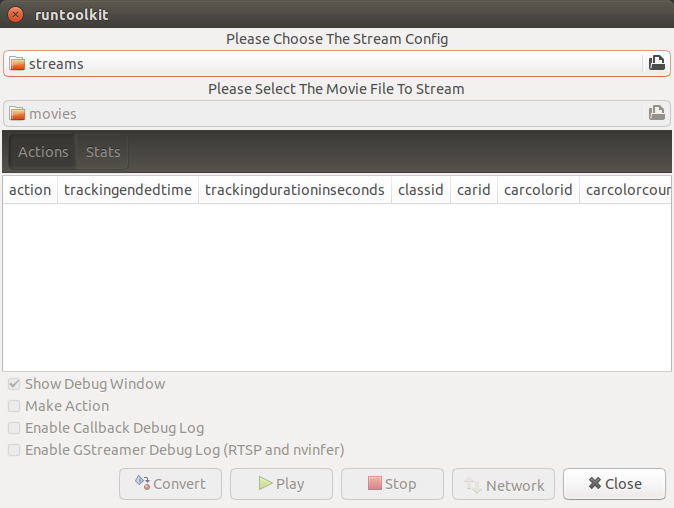 runtoolkit
Please Choose The Stream Config
streams
Please Select The Movie File To Stream
movies
Actions Stats
action trackingendedtime trackingdurationinseconds classid carid carcolorid carcolorcour
Show Debug Window
Make Action
Enable Callback Debug Log
Enable GStreamer Debug Log (RTSP and nvinfer)
Convert Play Stop Network Close